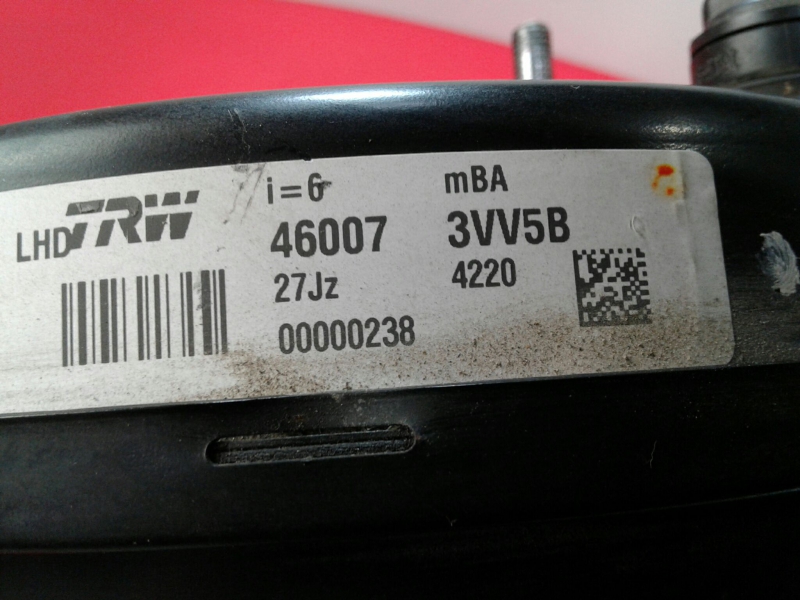 LHD TRW
i=6 mBA
46007 3VV5B
27Jz 4220
00000238